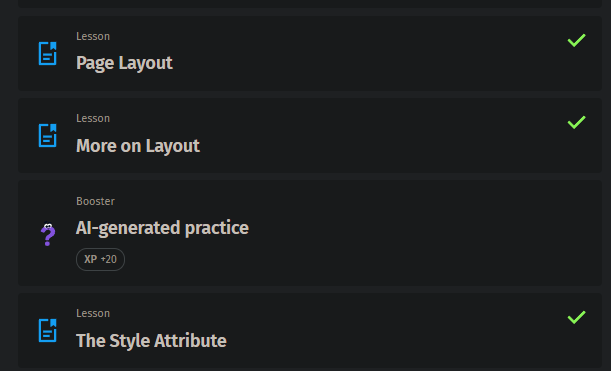 Lesson
Page Layout
Lesson
More on Layout
Booster
AI-generated practice
XP +20
Lesson
The Style Attribute